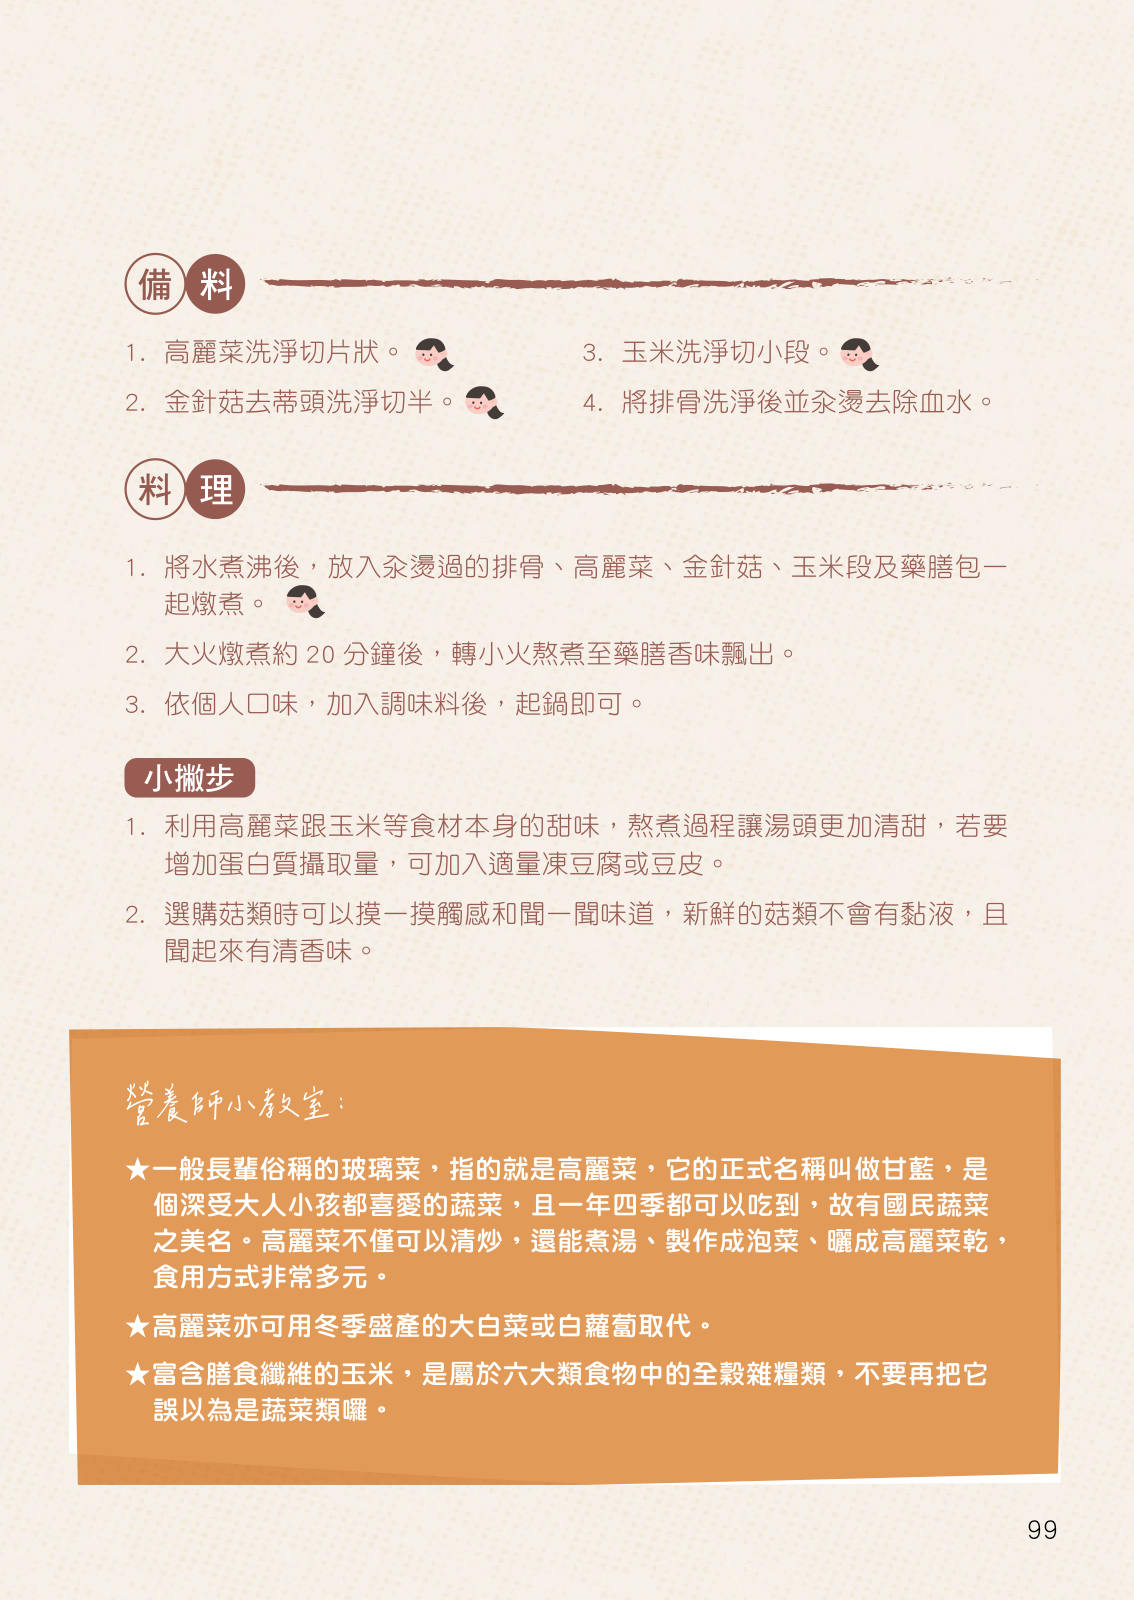 備料
1. 高麗菜洗淨切片狀。
2. 金針菇去蒂頭洗淨切半。
3. 玉米洗淨切小段。
4. 將排骨洗淨後並汆燙去除血水。
料理
1. 將水煮沸後，放入汆燙過的排骨、高麗菜、金針菇、玉米段及藥膳包一
起燉煮。
2. 大火燉煮約 20 分鐘後，轉小火熬煮至藥膳香味飄出。
3. 依個人口味，加入調味料後，起鍋即可。
小撇步
1. 利用高麗菜跟玉米等食材本身的甜味，熬煮過程讓湯頭更加清甜，若要
增加蛋白質攝取量，可加入適量凍豆腐或豆皮。
2. 選購菇類時可以摸一摸觸感和聞一聞味道，新鮮的菇類不會有黏液，且
聞起來有清香味。
營養師小教室：
★一般長輩俗稱的玻璃菜，指的就是高麗菜，它的正式名稱叫做甘藍，是
個深受大人小孩都喜愛的蔬菜，且一年四季都可以吃到，故有國民蔬菜
之美名。高麗菜不僅可以清炒，還能煮湯、製作成泡菜、曬成高麗菜乾，
食用方式非常多元。
★高麗菜亦可用冬季盛產的大白菜或白蘿蔔取代。
★富含膳食纖維的玉米，是屬於六大類食物中的全穀雜糧類，不要再把它
誤以為是蔬菜類囉。
99